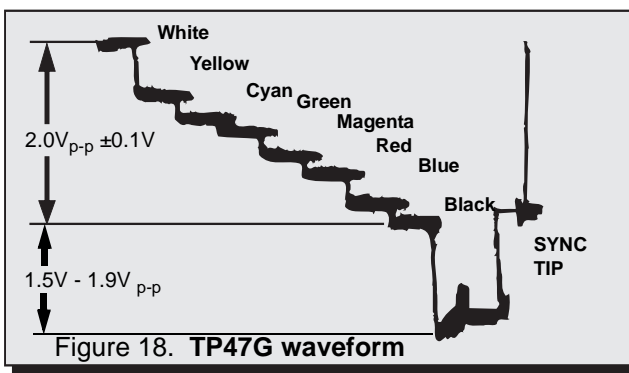 White
Yellow
Cyan
Green
Magenta
Red
Blue
Black
2.0Vp-p ±0.1V
SYNC
TIP
1.5V - 1.9V p-p
Figure 18. TP47G waveform